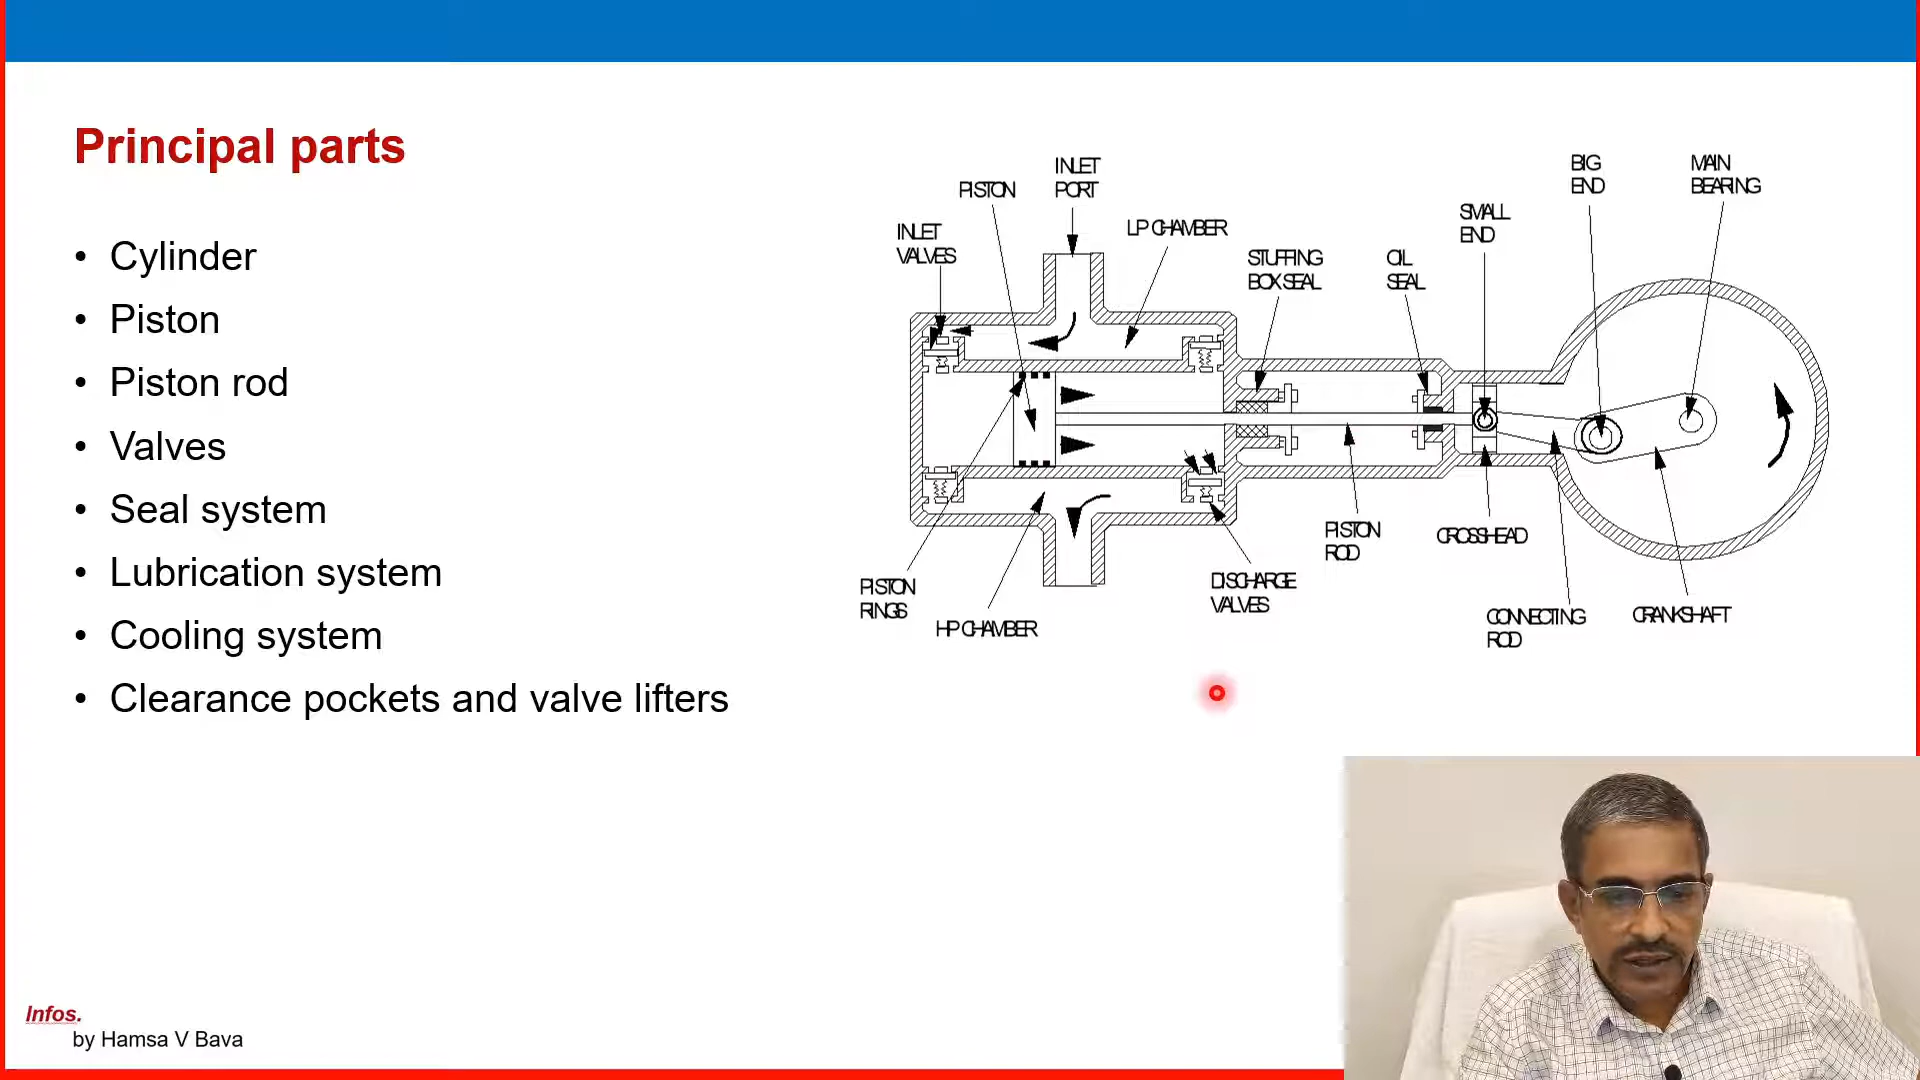 Principal parts
• Cylinder
• Piston
• Piston rod
• Valves
• Seal system
• Lubrication system
• Cooling system
• Clearance pockets and valve lifters
INLET
PORT
PISTON
INLET
VALVES
LP CHAMBER
STUFFING
BOX SEAL
OIL
SEAL
SMALL
END
BIG
END
MAIN
BEARING
PISTON
RINGS
HP CHAMBER
DISCHARGE
VALVES
PISTON
ROD
CROSSHEAD
CONNECTING
ROD
CRANKSHAFT
Infos.
by Hamsa V Bava